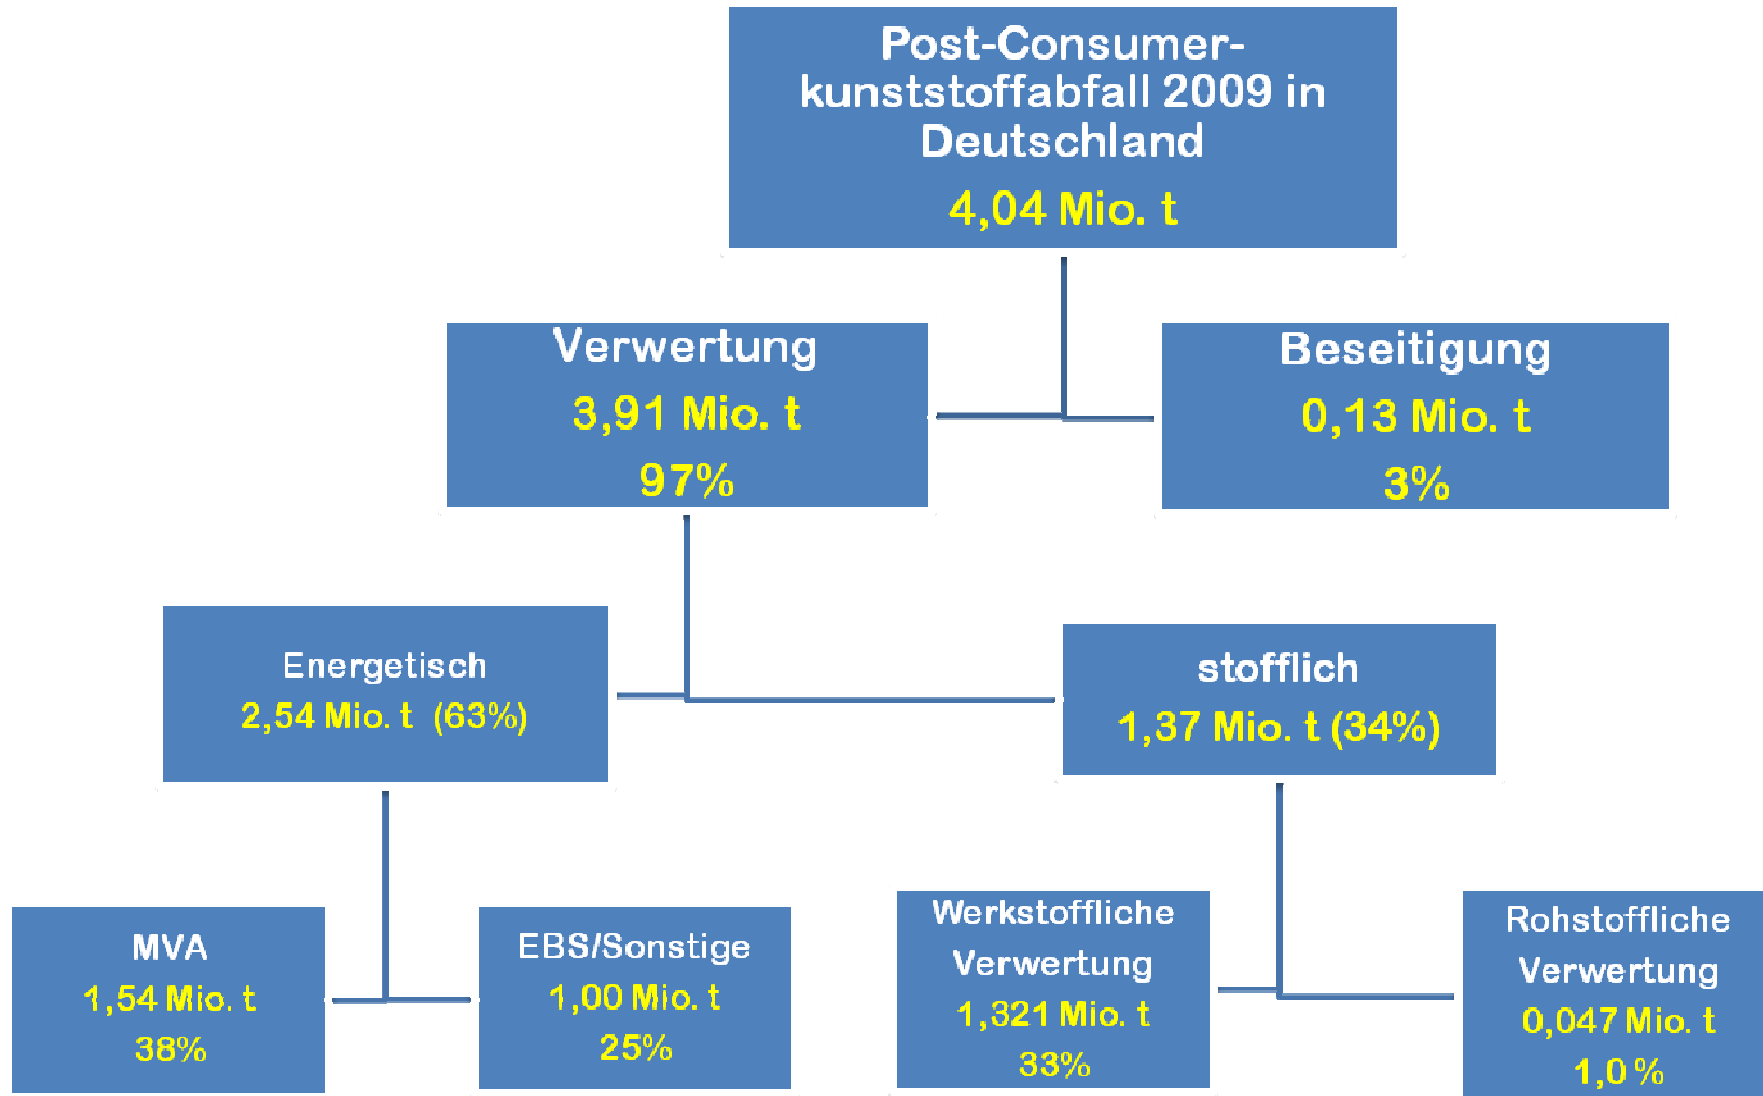 Post-Consumer-
kunststoffabfall 2009 in
Deutschland
4,04 Mio. t
Verwertung
3,91 Mio. t
97%
Beseitigung
0,13 Mio. t
3%
Energetisch
2,54 Mio. t (63%)
stofflich
1,37 Mio. t (34%)
MVA
1,54 Mio. t
38%
EBS/Sonstige
1,00 Mio. t
25%
Werkstoffliche
Verwertung
1,321 Mio. t
33%
Rohstoffliche
Verwertung
0,047 Mio. t
1,0 %